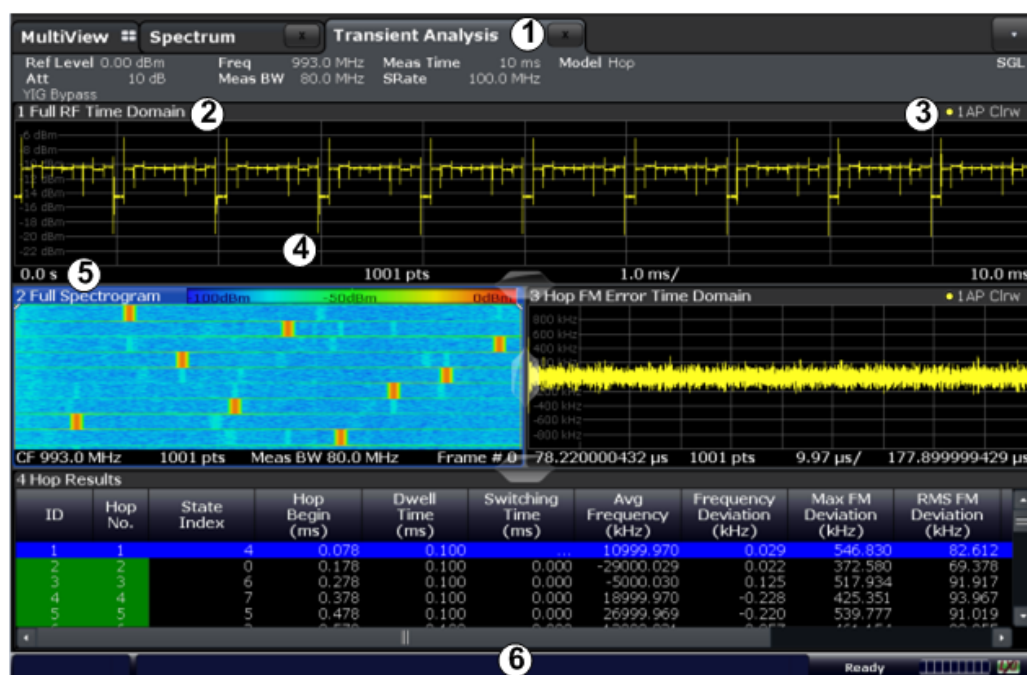 MultiView Spectrum x Transient Analysis 1 x
Ref Level 0.00 dBm Freq 993.0 MHz Meas Time 10 ms Model Hop SGL
Att 10 dB Meas BW 80.0 MHz SRate 100.0 MHz
YIG Bypass
1 Full RF Time Domain 2 3 1AP Clrw
-6 dBm
-8 dBm
-14 dBm
-16 dBm
-18 dBm
-20 dBm
-22 dBm
4
0.0 s 5 1001 pts 1.0 ms/ 10.0 ms
2 Full Spectrogram -100dBm -50dBm 0dBm
3 Hop FM Error Time Domain 1AP Clrw
800 kHz
600 kHz
400 kHz
-400 kHz
-600 kHz
-800 kHz
CF 993.0 MHz 1001 pts Meas BW 80.0 MHz Frame # 0
78.220000432 µs 1001 pts 9.97 µs/ 177.899999429 µs
4 Hop Results
ID Hop No. State Index Hop Begin (ms) Dwell Time (ms) Switching Time (ms) Avg Frequency (kHz) Frequency Deviation (kHz) Max FM Deviation (kHz) RMS FM Deviation (kHz)
1 1 4 0.078 0.100 ... 10999.970 0.029 546.830 82.612
2 2 0 0.178 0.100 0.000 -29000.029 0.022 372.580 69.378
3 3 6 0.278 0.100 0.000 -5000.030 0.125 517.934 91.917
4 4 7 0.378 0.100 0.000 18999.970 -0.228 425.351 93.967
5 5 5 0.478 0.100 0.000 26999.969 -0.220 539.777 91.019
6
Ready